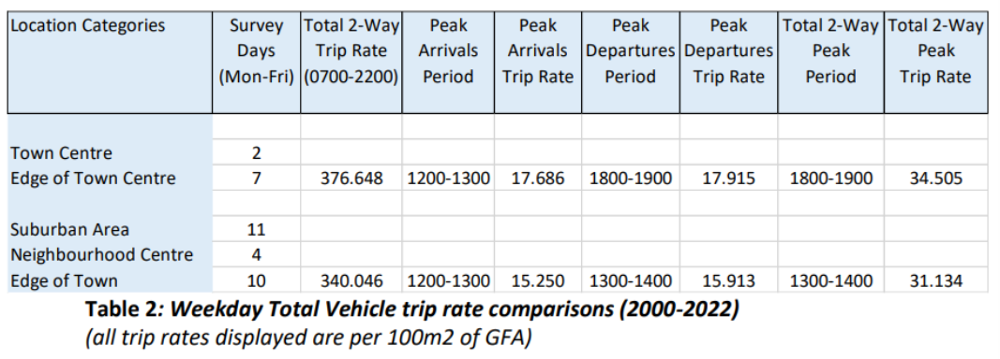 Location Categories Survey Total 2-Way Peak Peak Peak Peak Total 2-Way Total 2-Way
Days Trip Rate Arrivals Arrivals Departures Departures Peak Peak
(Mon-Fri) (0700-2200) Period Trip Rate Period Trip Rate Period Trip Rate
Town Centre 2
Edge of Town Centre 7 376.648 1200-1300 17.686 1800-1900 17.915 1800-1900 34.505
Suburban Area 11
Neighbourhood Centre 4
Edge of Town 10 340.046 1200-1300 15.250 1300-1400 15.913 1300-1400 31.134
Table 2: Weekday Total Vehicle trip rate comparisons (2000-2022)
(all trip rates displayed are per 100m2 of GFA)